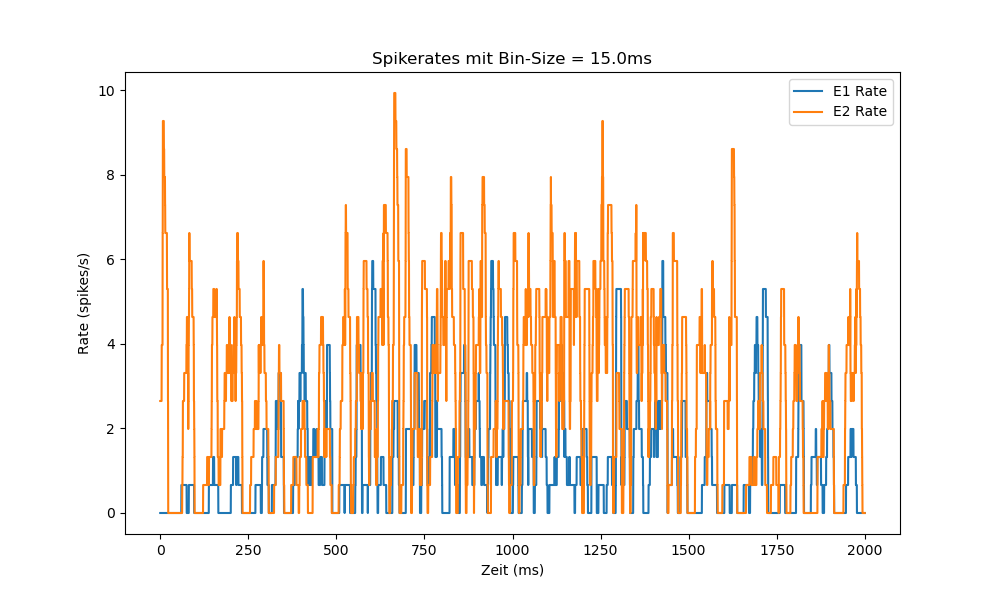 Spikerates mit Bin-Size = 15.0ms
E1 Rate
E2 Rate
Rate (spikes/s)
10
8
6
4
2
0
0 250 500 750 1000 1250 1500 1750 2000
Zeit (ms)